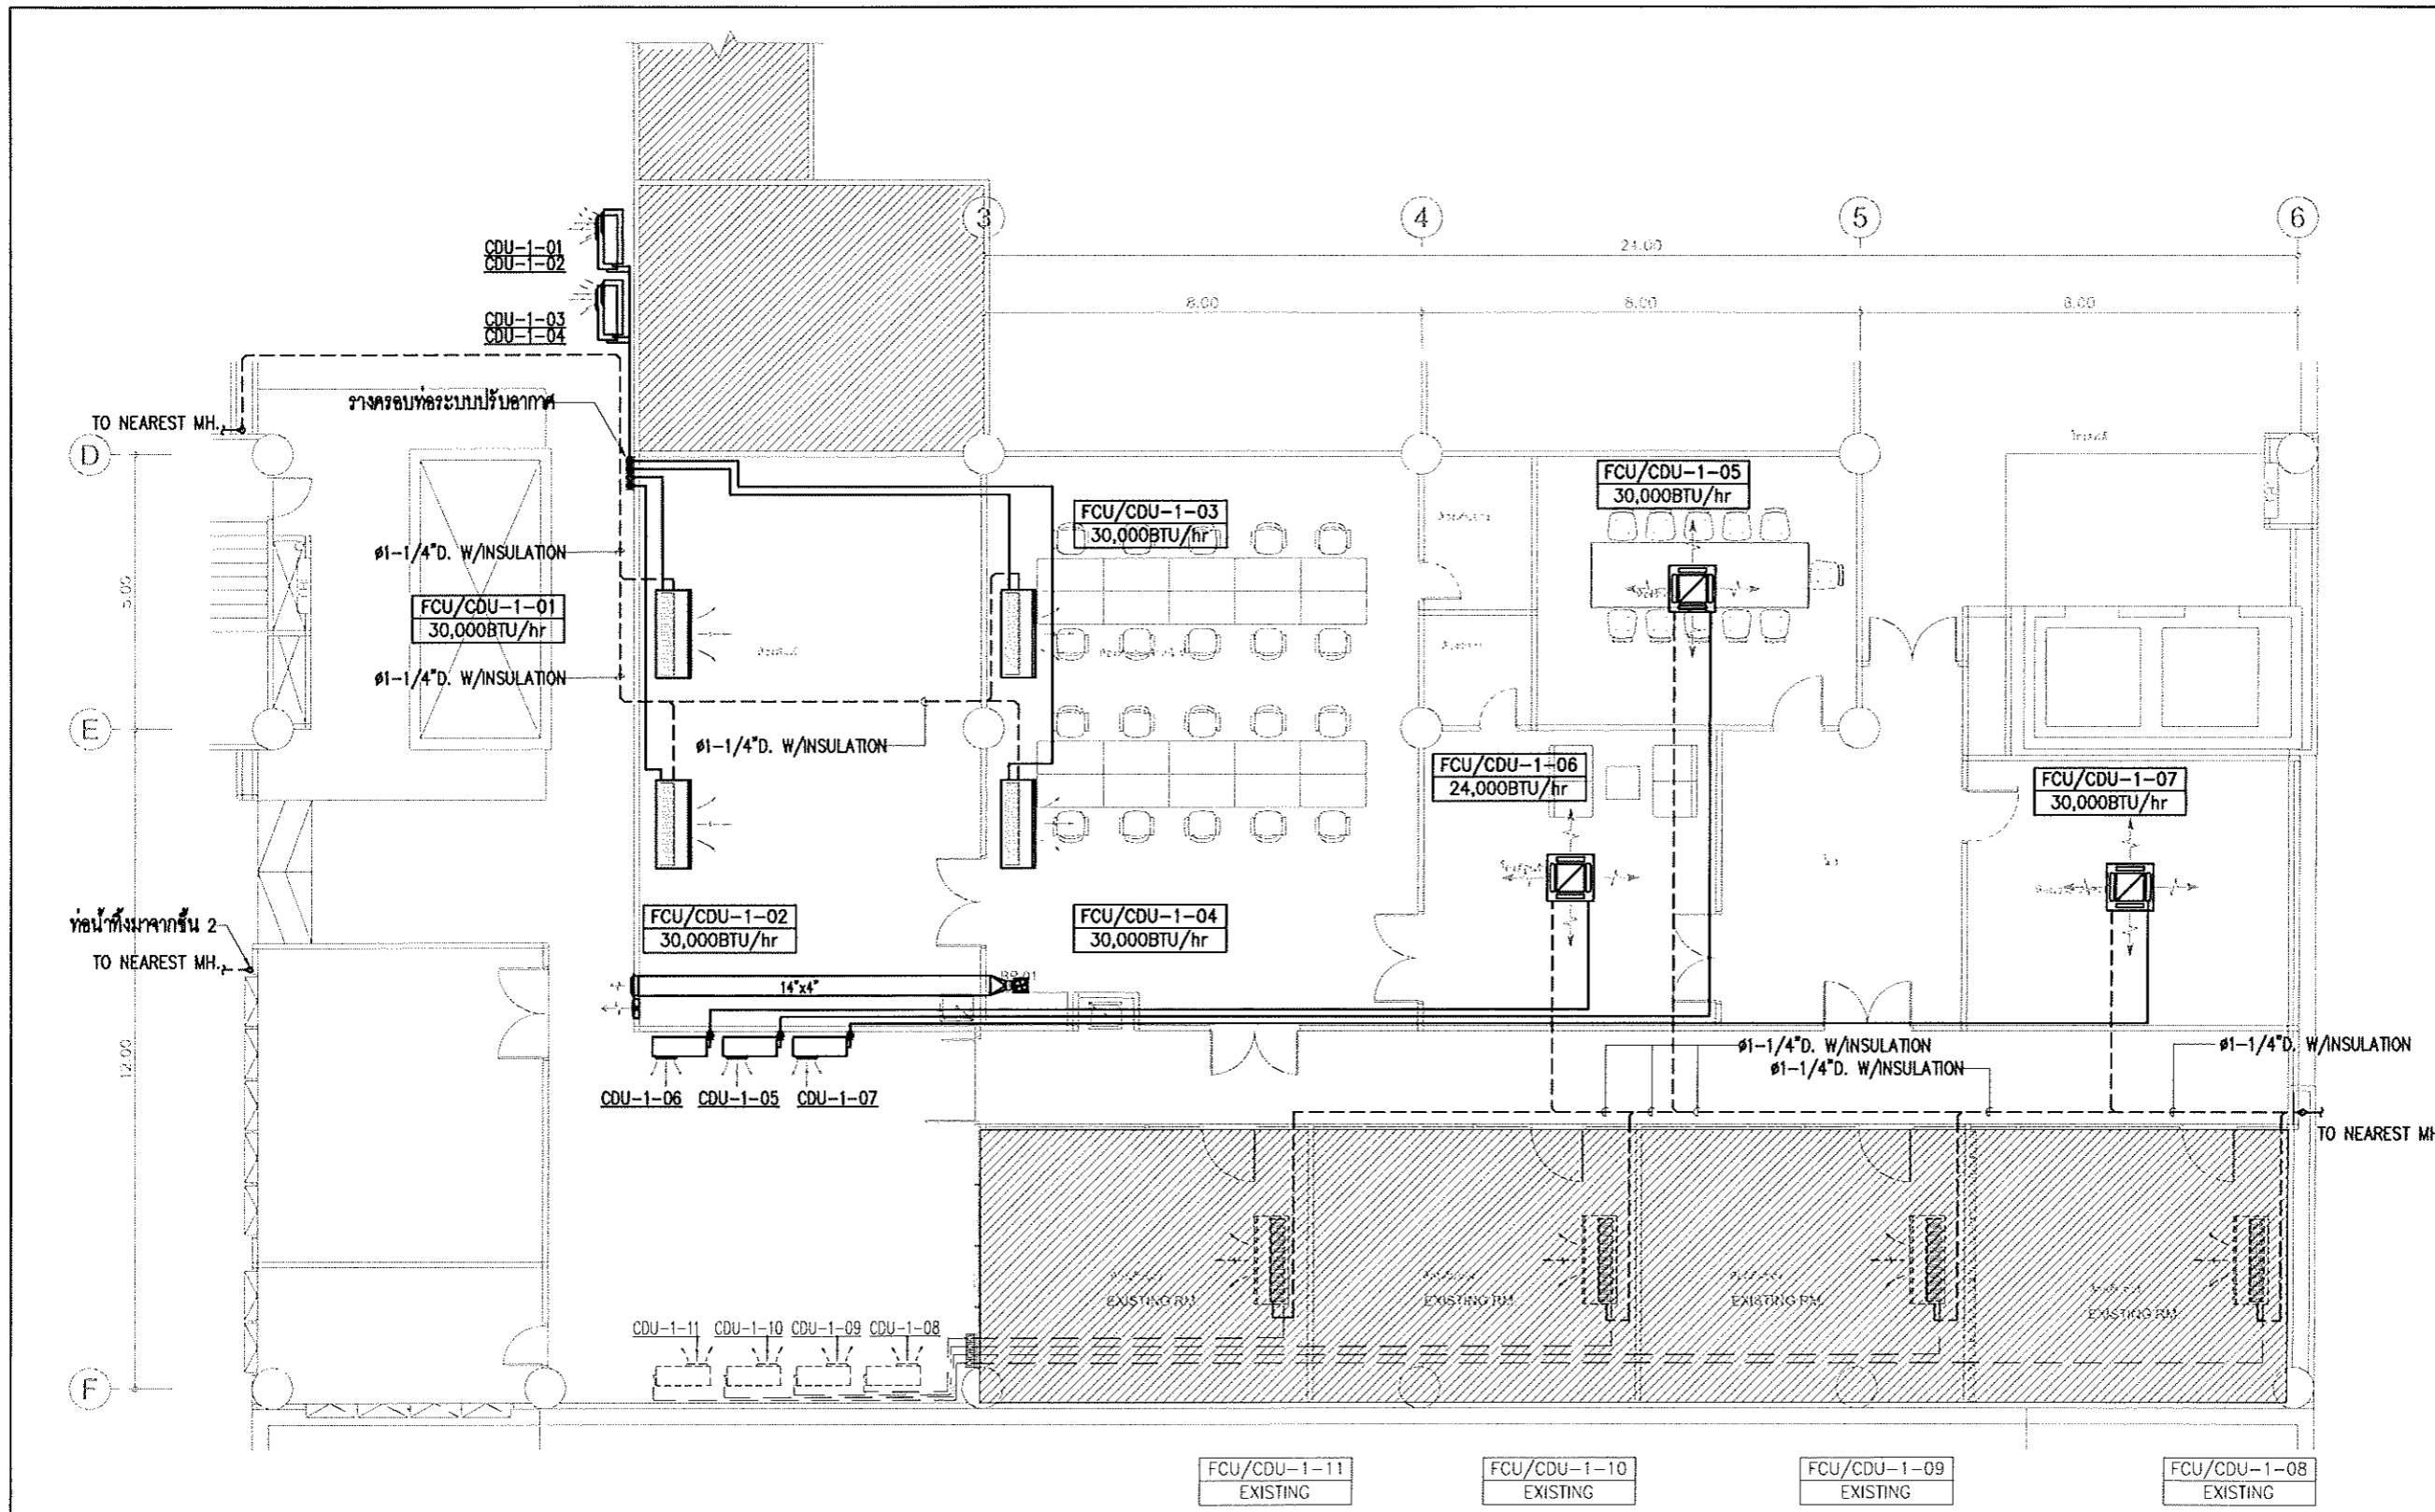 3
4
5
6
24.00
8.00
8.00
8.00
CDU-1-01
CDU-1-02
CDU-1-03
CDU-1-04
รางครอบท่อระบบปรับอากาศ
TO NEAREST MH.
D
FCU/CDU-1-05
30,000BTU/hr
FCU/CDU-1-03
30,000BTU/hr
ø1-1/4"D. W/INSULATION
FCU/CDU-1-01
30,000BTU/hr
ø1-1/4"D. W/INSULATION
E
ø1-1/4"D. W/INSULATION
FCU/CDU-1-06
24,000BTU/hr
FCU/CDU-1-07
30,000BTU/hr
FCU/CDU-1-02
30,000BTU/hr
FCU/CDU-1-04
30,000BTU/hr
ท่อน้ำทิ้งมาจากชั้น 2
TO NEAREST MH.
14"x4"
12.00
ø1-1/4"D. W/INSULATION
ø1-1/4"D. W/INSULATION
ø1-1/4"D. W/INSULATION
CDU-1-06
CDU-1-05
CDU-1-07
TO NEAREST MH
EXISTING RM.
EXISTING RM.
EXISTING RM.
EXISTING RM.
CDU-1-11
CDU-1-10
CDU-1-09
CDU-1-08
F
FCU/CDU-1-11
EXISTING
FCU/CDU-1-10
EXISTING
FCU/CDU-1-09
EXISTING
FCU/CDU-1-08
EXISTING